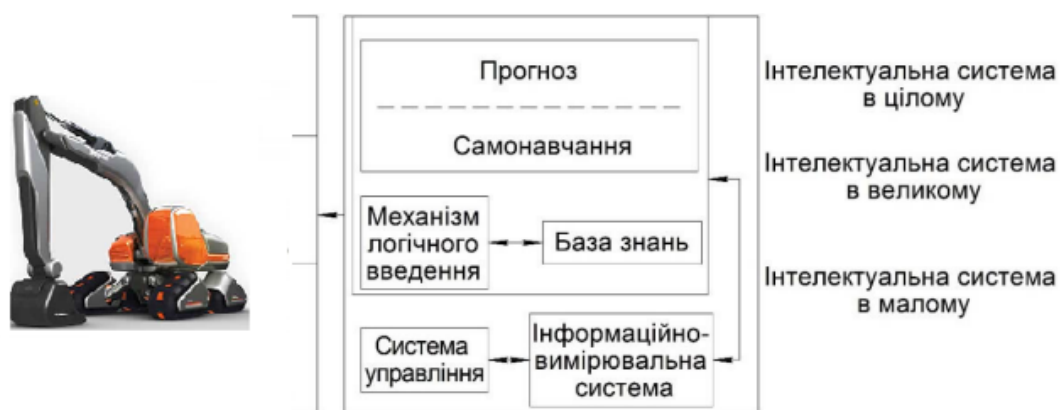 Прогноз
Самонавчання
Механізм
логічного
введення
База знань
Система
управління
Інформаційно-
вимірювальна
система
Інтелектуальна система
в цілому
Інтелектуальна система
в великому
Інтелектуальна система
в малому